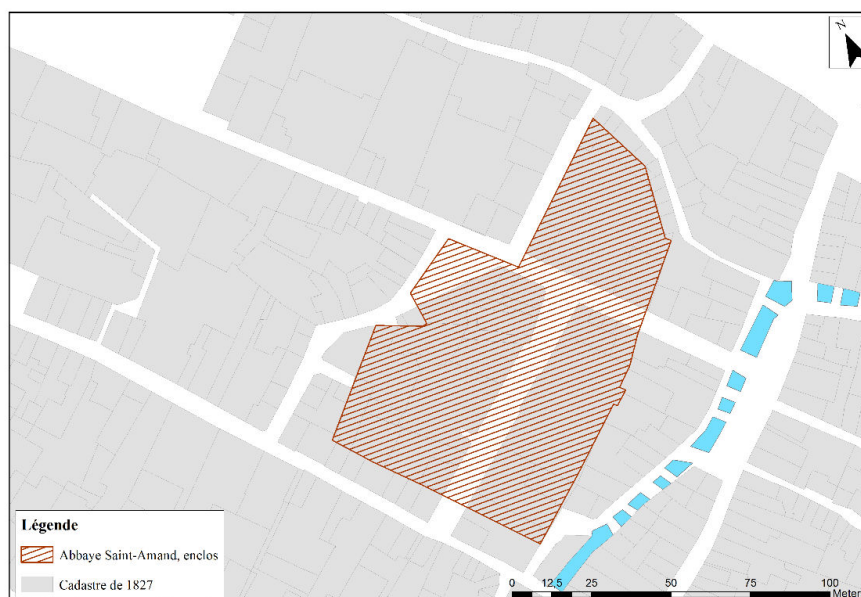 N
Légende
Abbaye Saint-Amand, enclos
Cadastre de 1827
0 12,5 25 50 75 100
Meter